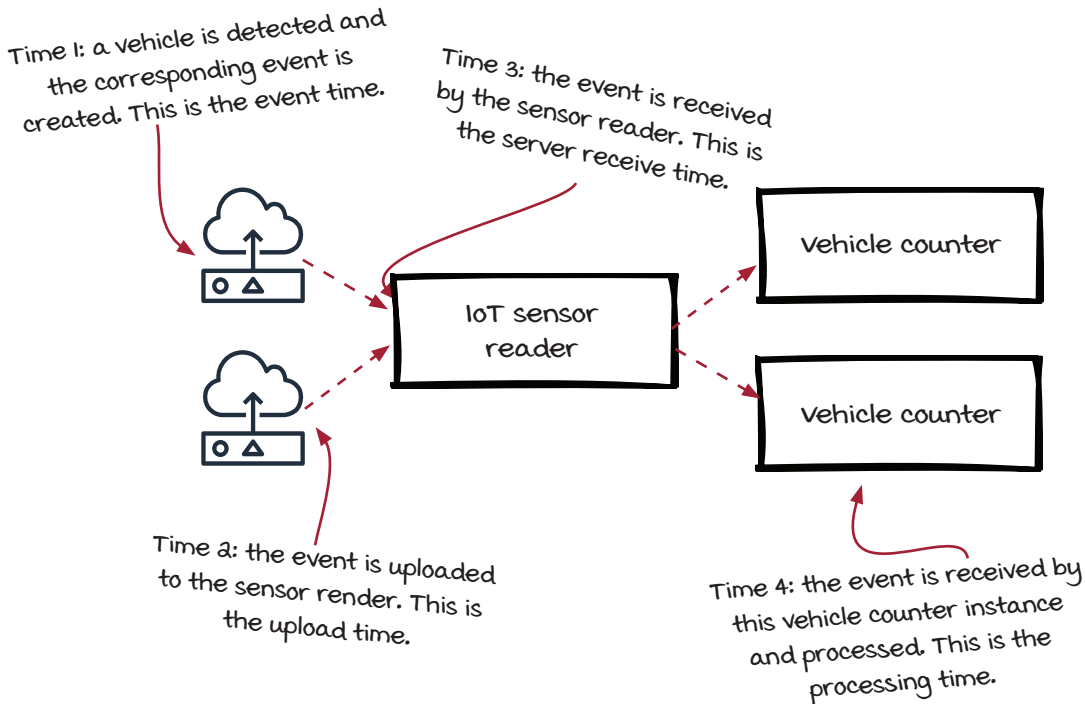 Time 1: a vehicle is detected and
the corresponding event is
created. This is the event time.
Time 3: the event is received
by the sensor reader. This is
the server receive time.
IoT sensor
reader
Vehicle counter
Vehicle counter
Time 2: the event is uploaded
to the sensor render. This is
the upload time.
Time 4: the event is received by
this vehicle counter instance
and processed. This is the
processing time.